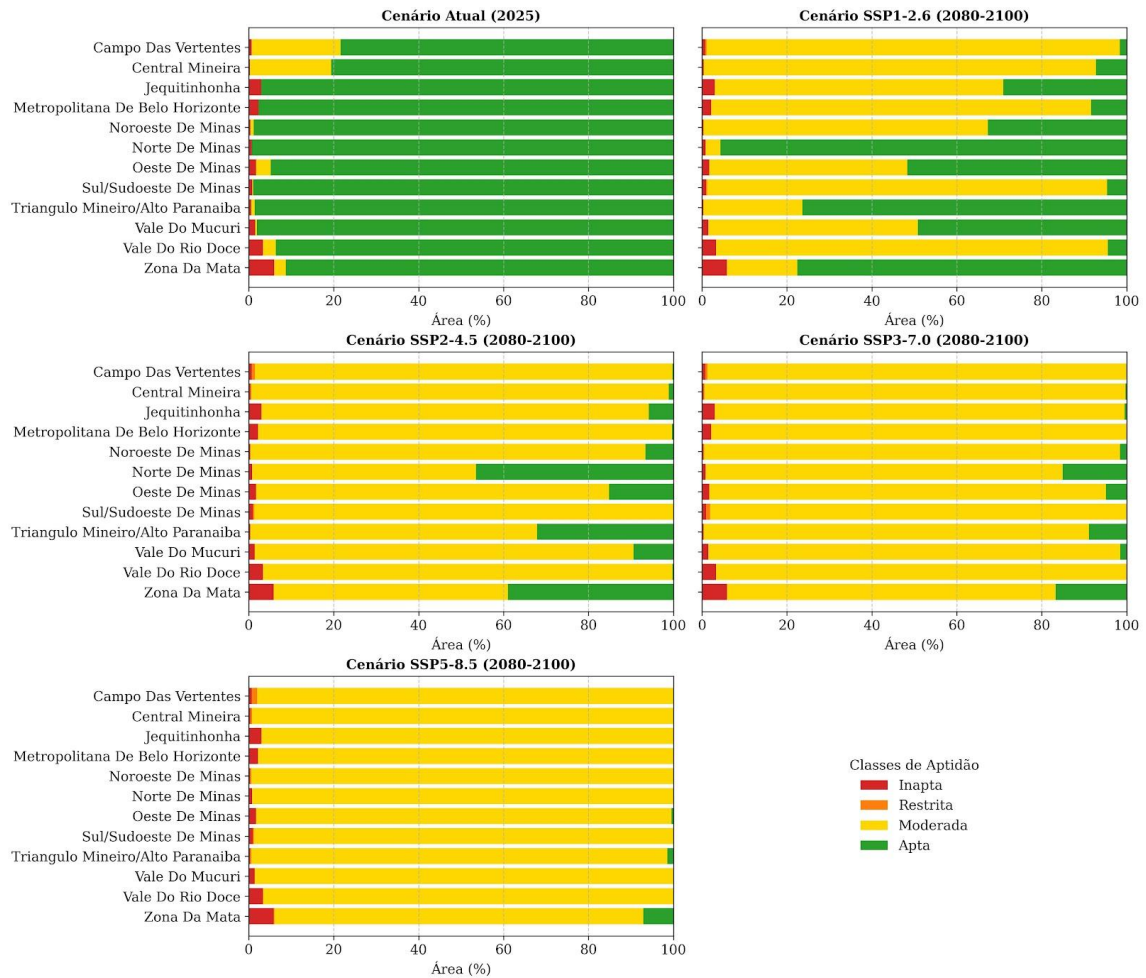 Cenário Atual (2025)
Campo Das Vertentes
Central Mineira
Jequitinhonha
Metropolitana De Belo Horizonte
Noroeste De Minas
Norte De Minas
Oeste De Minas
Sul/Sudoeste De Minas
Triangulo Mineiro/Alto Paranaiba
Vale Do Mucuri
Vale Do Rio Doce
Zona Da Mata
0 20 40 60 80 100
Área (%)
Cenário SSP1-2.6 (2080-2100)
0 20 40 60 80 100
Área (%)
Cenário SSP2-4.5 (2080-2100)
Campo Das Vertentes
Central Mineira
Jequitinhonha
Metropolitana De Belo Horizonte
Noroeste De Minas
Norte De Minas
Oeste De Minas
Sul/Sudoeste De Minas
Triangulo Mineiro/Alto Paranaiba
Vale Do Mucuri
Vale Do Rio Doce
Zona Da Mata
0 20 40 60 80 100
Área (%)
Cenário SSP3-7.0 (2080-2100)
0 20 40 60 80 100
Área (%)
Cenário SSP5-8.5 (2080-2100)
Campo Das Vertentes
Central Mineira
Jequitinhonha
Metropolitana De Belo Horizonte
Noroeste De Minas
Norte De Minas
Oeste De Minas
Sul/Sudoeste De Minas
Triangulo Mineiro/Alto Paranaiba
Vale Do Mucuri
Vale Do Rio Doce
Zona Da Mata
0 20 40 60 80 100
Área (%)
Classes de Aptidão
Inapta
Restrita
Moderada
Apta